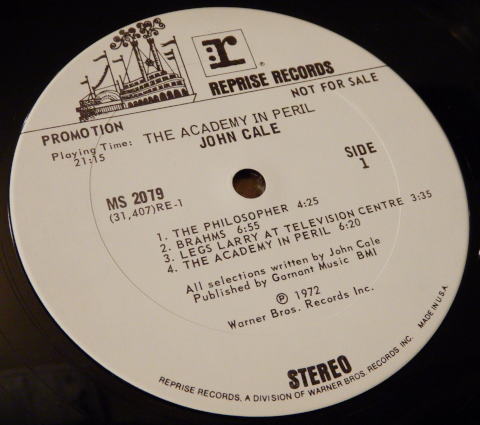 r
REPRISE RECORDS
PROMOTION
NOT FOR SALE
Playing Time:
21:15
THE ACADEMY IN PERIL
JOHN CALE
MS 2079
(31,407)RE-1
SIDE
1
1. THE PHILOSOPHER 4:25
2. BRAHMS 6:55
3. LEGS LARRY AT TELEVISION CENTRE 3:35
4. THE ACADEMY IN PERIL 6:20
All selections written by John Cale
Published by Garnant Music BMI
Ⓟ 1972
Warner Bros. Records Inc.
STEREO
REPRISE RECORDS, A DIVISION OF WARNER BROS. RECORDS INC. MADE IN U.S.A.